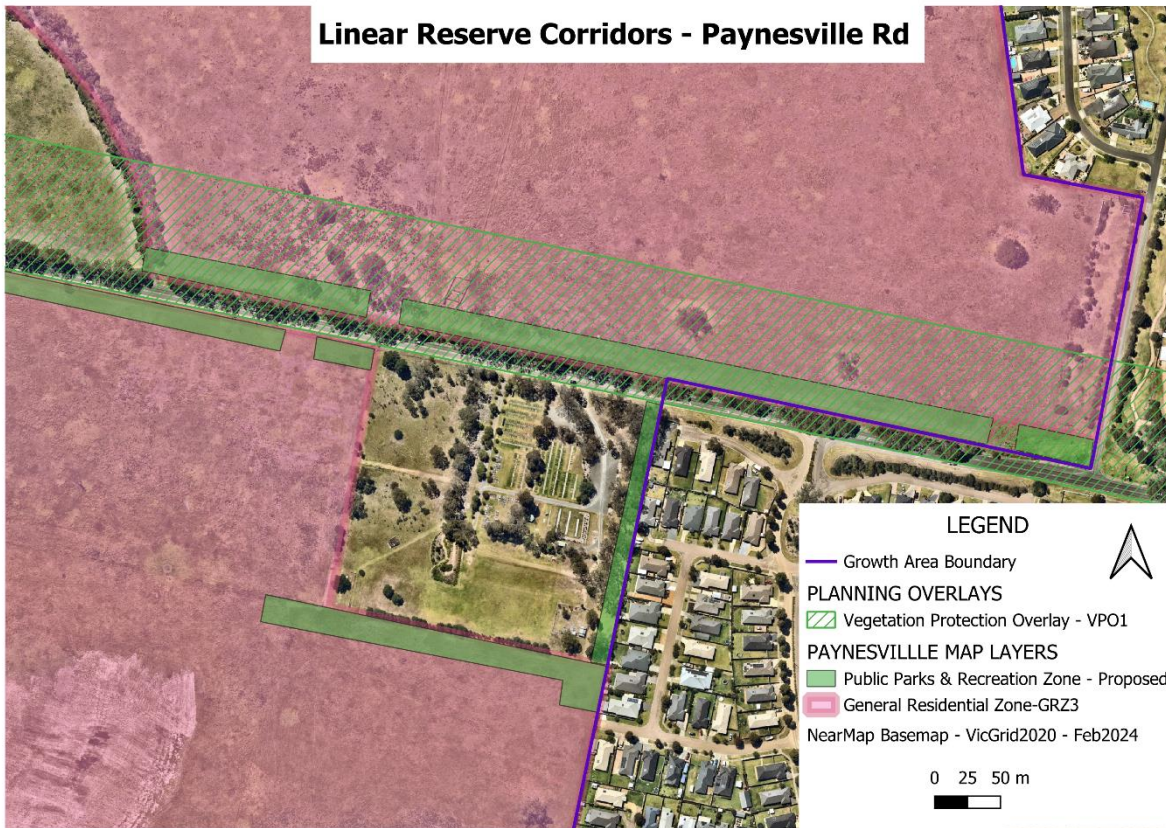 Linear Reserve Corridors - Paynesville Rd
LEGEND
Growth Area Boundary
PLANNING OVERLAYS
Vegetation Protection Overlay - VPO1
PAYNESVILLLE MAP LAYERS
Public Parks & Recreation Zone - Proposed
General Residential Zone-GRZ3
NearMap Basemap - VicGrid2020 - Feb2024
0 25 50 m